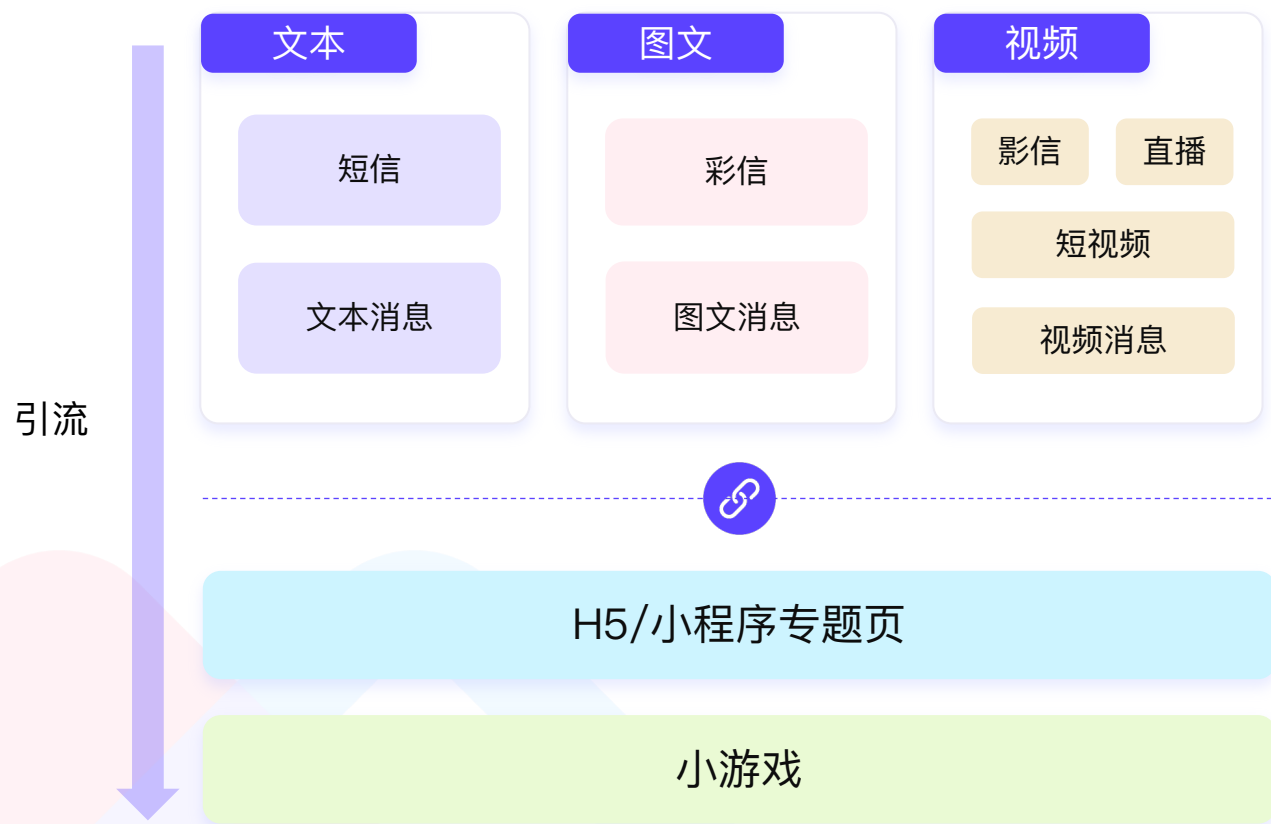 文本
图文
视频
短信
文本消息
彩信
图文消息
影信
直播
短视频
视频消息
引流
H5/小程序专题页
小游戏